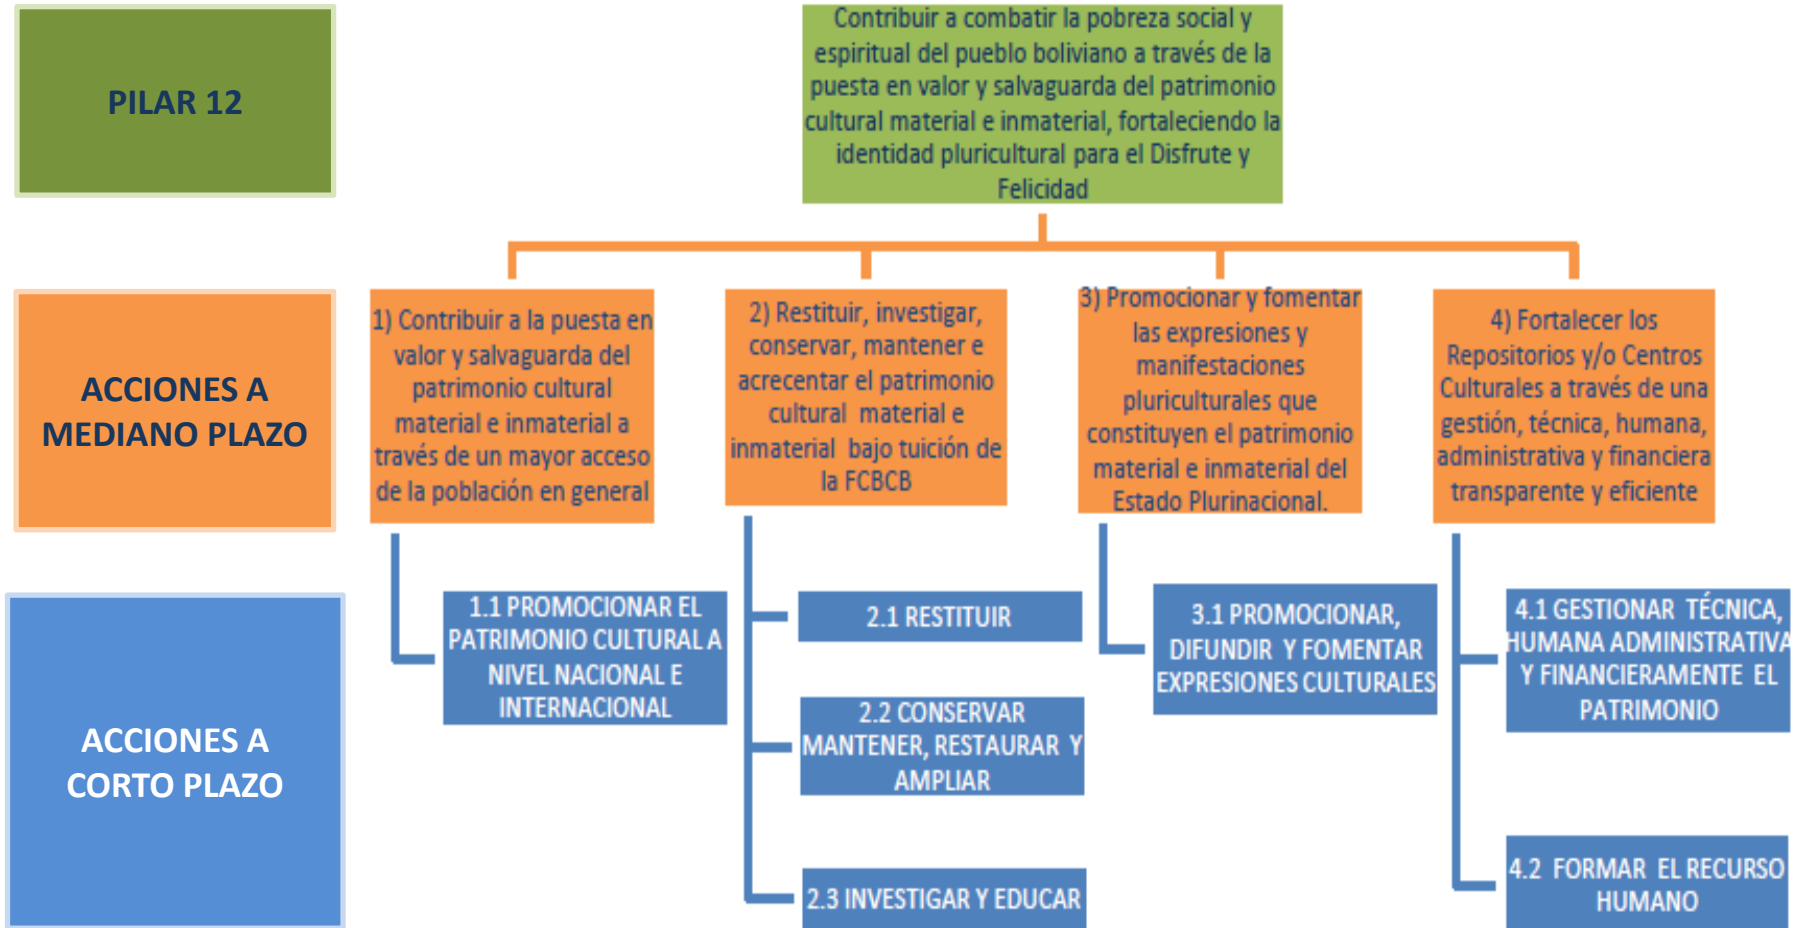 PILAR 12
Contribuir a combatir la pobreza social y
espiritual del pueblo boliviano a través de la
puesta en valor y salvaguarda del patrimonio
cultural material e inmaterial, fortaleciendo la
identidad pluricultural para el Disfrute y
Felicidad
ACCIONES A
MEDIANO PLAZO
1) Contribuir a la puesta en
valor y salvaguarda del
patrimonio cultural
material e inmaterial a
través de un mayor acceso
de la población en general
2) Restituir, investigar,
conservar, mantener e
acrecentar el patrimonio
cultural material e
inmaterial bajo tuición de
la FCBCB
3) Promocionar y fomentar
las expresiones y
manifestaciones
pluriculturales que
constituyen el patrimonio
material e inmaterial del
Estado Plurinacional.
4) Fortalecer los
Repositorios y/o Centros
Culturales a través de una
gestión, técnica, humana,
administrativa y financiera
transparente y eficiente
ACCIONES A
CORTO PLAZO
1.1 PROMOCIONAR EL
PATRIMONIO CULTURAL A
NIVEL NACIONAL E
INTERNACIONAL
2.1 RESTITUIR
2.2 CONSERVAR
MANTENER, RESTAURAR Y
AMPLIAR
2.3 INVESTIGAR Y EDUCAR
3.1 PROMOCIONAR,
DIFUNDIR Y FOMENTAR
EXPRESIONES CULTURALES
4.1 GESTIONAR TÉCNICA,
HUMANA ADMINISTRATIVA
Y FINANCIERAMENTE EL
PATRIMONIO
4.2 FORMAR EL RECURSO
HUMANO